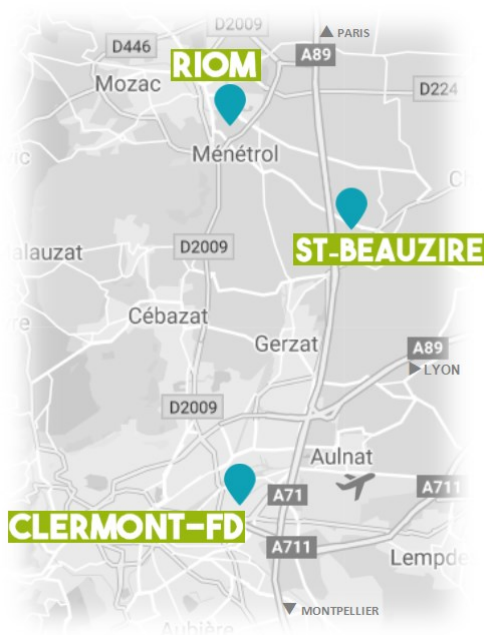 D2009
PARIS
D446
A89
RIOM
Mozac
D224
Ménétrol
ST-BEAUZIRE
D2009
alauzat
Cébazat
Gerzat
A89
LYON
D2009
Aulnat
A71
A711
CLERMONT-FD
A711
Lempde
MONTPELLIER
Aubière